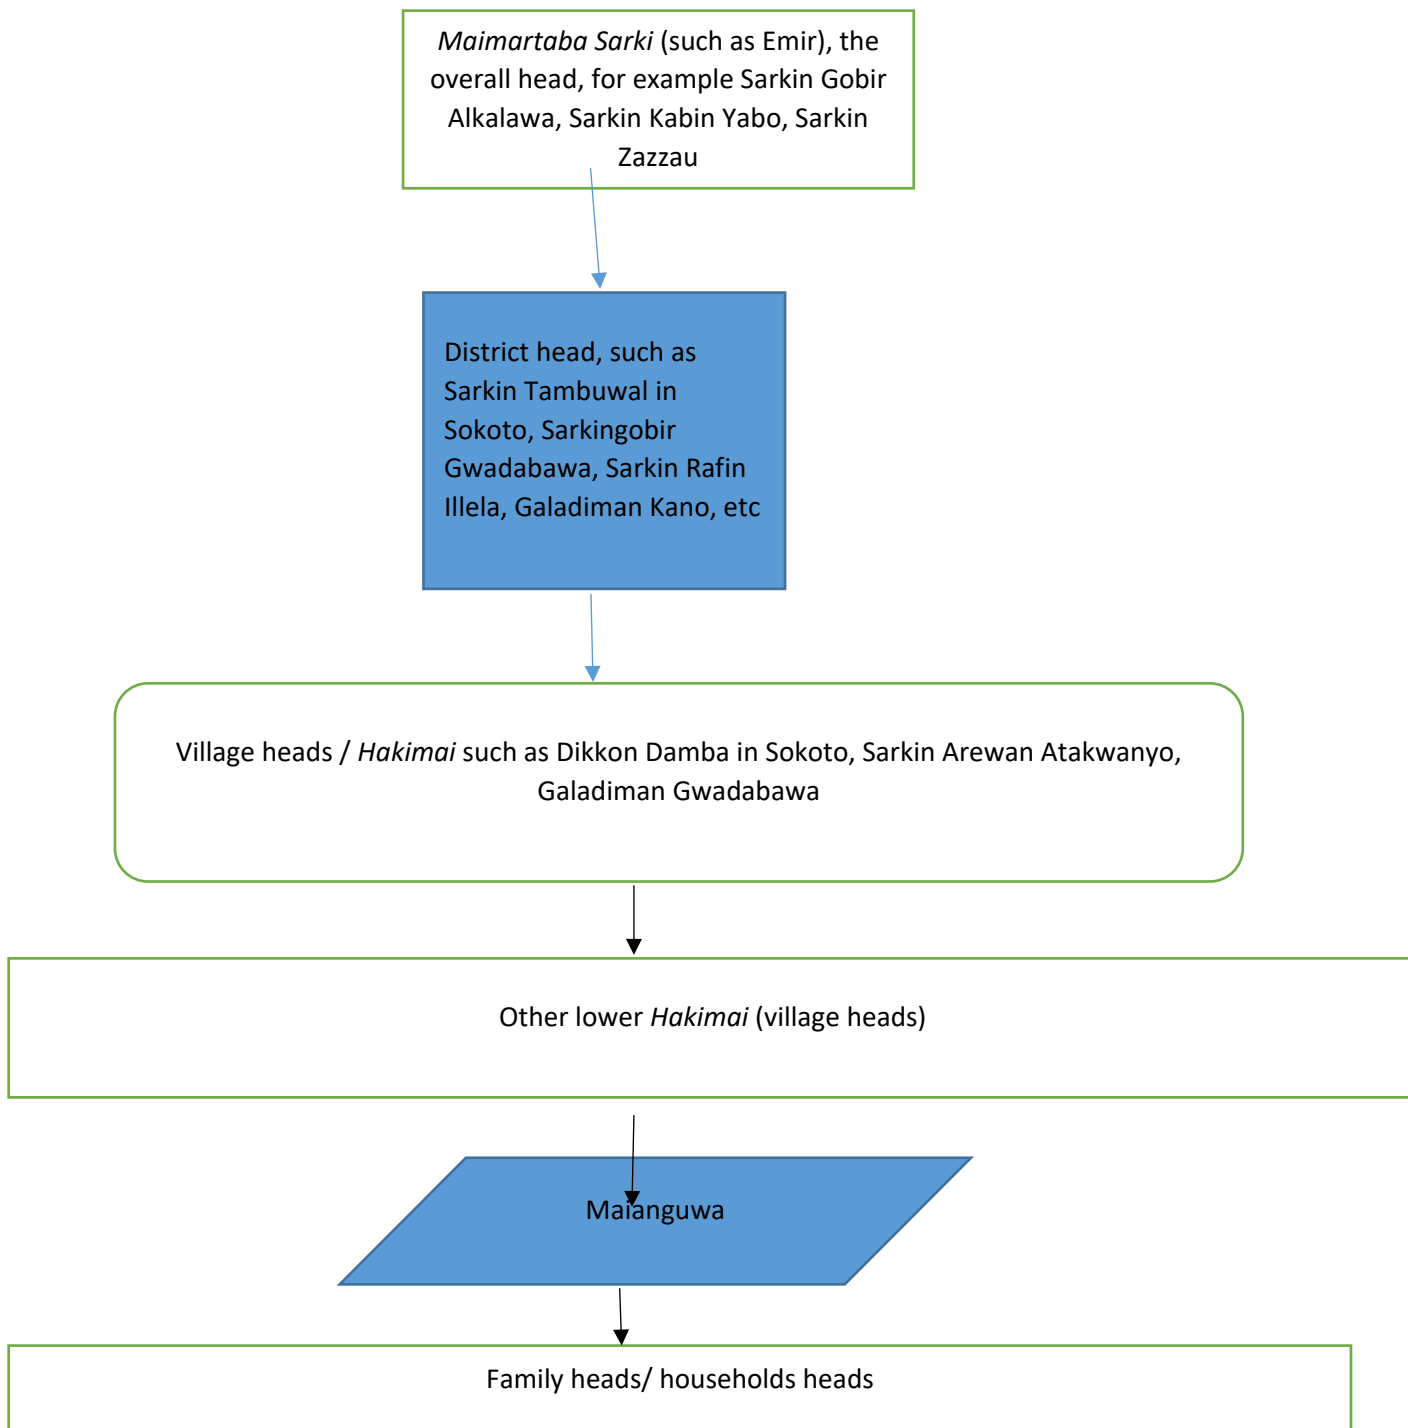 Maimartaba Sarki (such as Emir), the
overall head, for example Sarkin Gobir
Alkalawa, Sarkin Kabin Yabo, Sarkin
Zazzau
District head, such as
Sarkin Tambuwal in
Sokoto, Sarkingobir
Gwadabawa, Sarkin Rafin
Illela, Galadiman Kano, etc
Village heads / Hakimai such as Dikkon Damba in Sokoto, Sarkin Arewan Atakwanyo,
Galadiman Gwadabawa
Other lower Hakimai (village heads)
Maianguwa
Family heads/ households heads